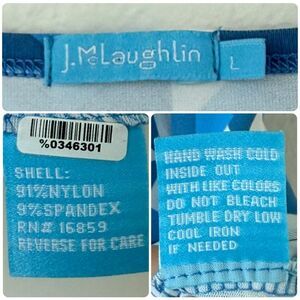 J.McLaughlin
L
%0346301
SHELL:
91%NYLON
9%SPANDEX
RN# 16859
REVERSE FOR CARE
HAND WASH COLD
INSIDE OUT
WITH LIKE COLORS
DO NOT BLEACH
TUMBLE DRY LOW
COOL IRON
IF NEEDED